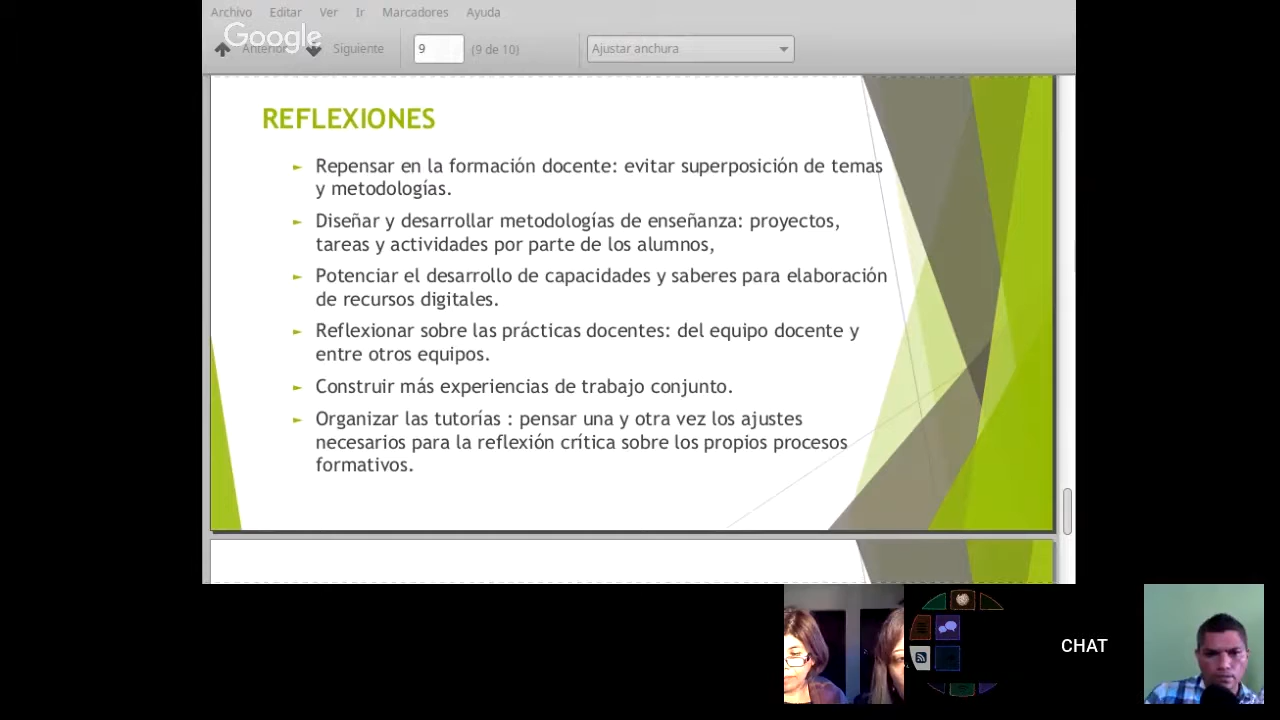 Archivo Editar Ver Ir Marcadores Ayuda
Google
Anterior Siguiente 9 (9 de 10) Ajustar anchura
REFLEXIONES
► Repensar en la formación docente: evitar superposición de temas
y metodologías.
► Diseñar y desarrollar metodologías de enseñanza: proyectos,
tareas y actividades por parte de los alumnos,
► Potenciar el desarrollo de capacidades y saberes para elaboración
de recursos digitales.
► Reflexionar sobre las prácticas docentes: del equipo docente y
entre otros equipos.
► Construir más experiencias de trabajo conjunto.
► Organizar las tutorías : pensar una y otra vez los ajustes
necesarios para la reflexión crítica sobre los propios procesos
formativos.
CHAT